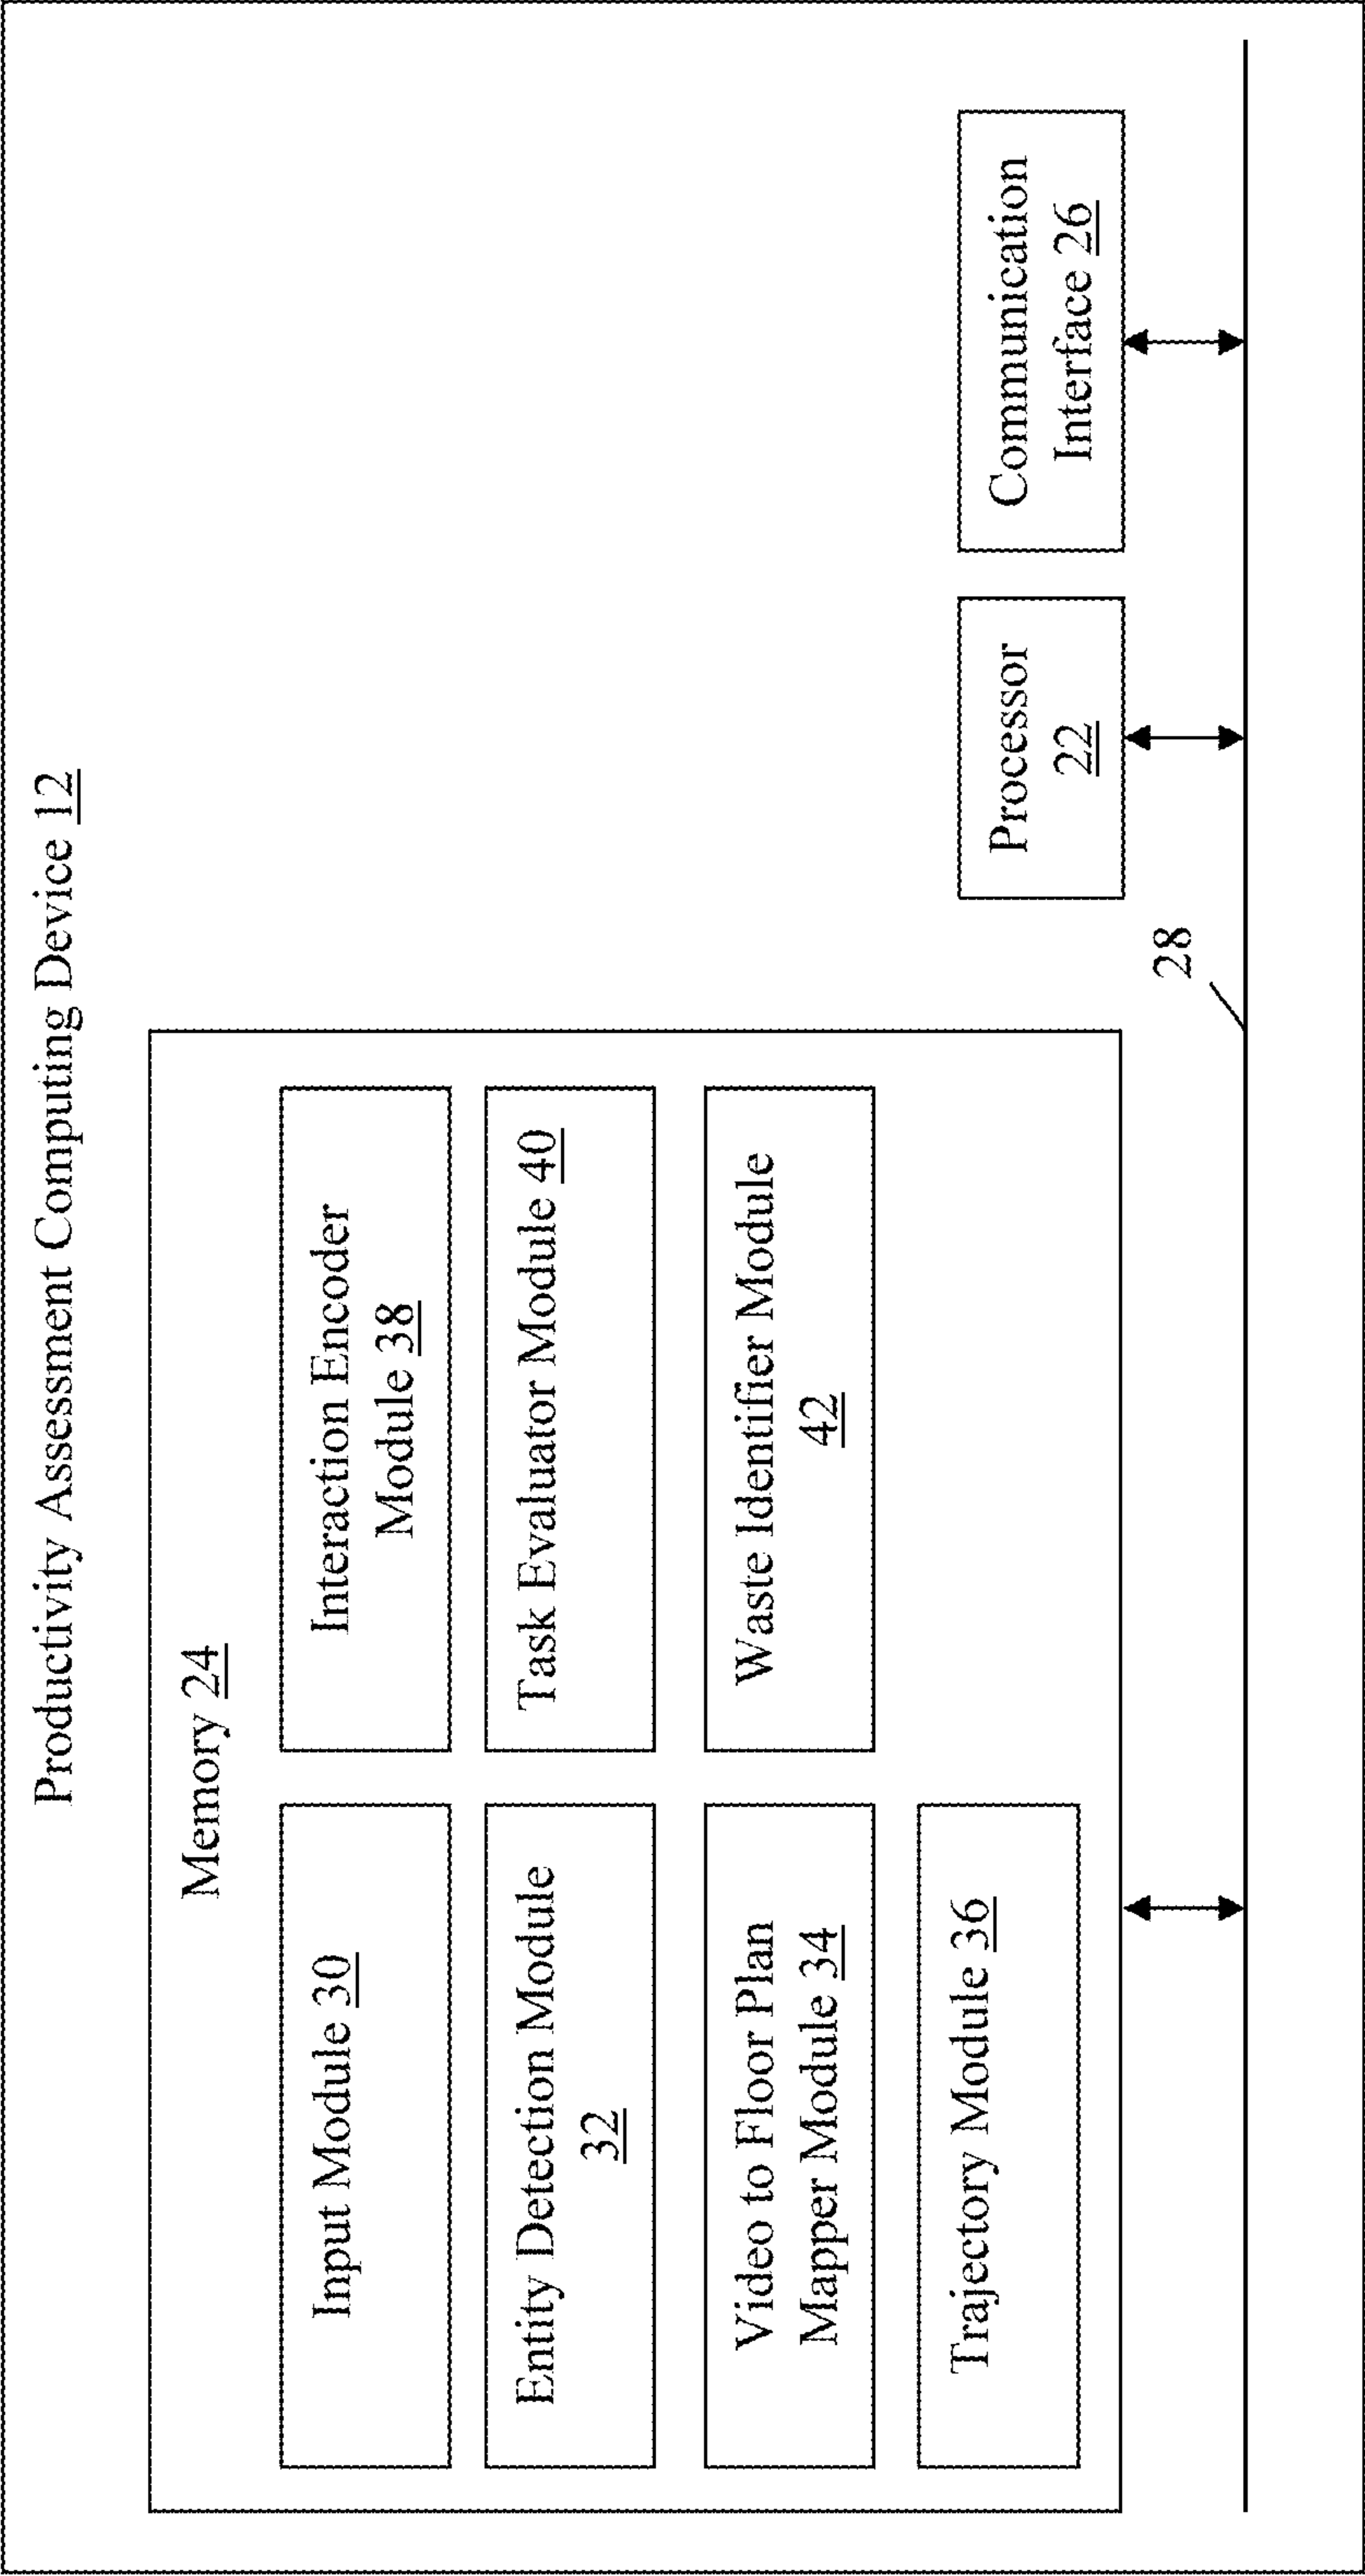 Productivity Assessment Computing Device 12
Memory 24
Input Module 30
Entity Detection Module
32
Video to Floor Plan
Mapper Module 34
Trajectory Module 36
Interaction Encoder
Module 38
Task Evaluator Module 40
Waste Identifier Module
42
Processor
22
Communication
Interface 26
28